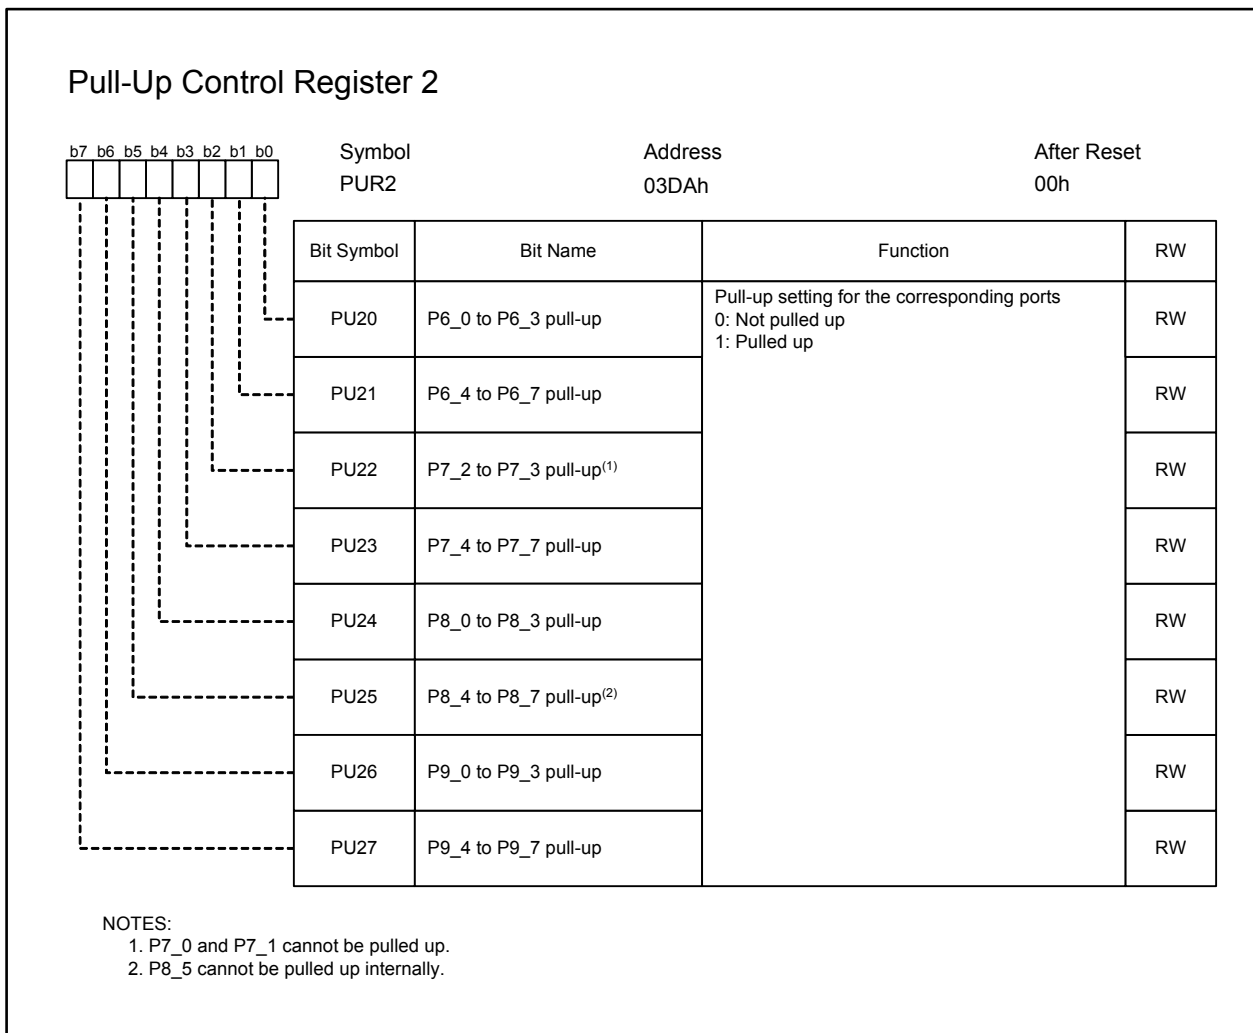 Pull-Up Control Register 2
b7 b6 b5 b4 b3 b2 b1 b0
Symbol Address After Reset
PUR2 03DAh 00h
Bit Symbol Bit Name Function RW
PU20 P6_0 to P6_3 pull-up Pull-up setting for the corresponding ports RW
0: Not pulled up
1: Pulled up
PU21 P6_4 to P6_7 pull-up RW
PU22 P7_2 to P7_3 pull-up(1) RW
PU23 P7_4 to P7_7 pull-up RW
PU24 P8_0 to P8_3 pull-up RW
PU25 P8_4 to P8_7 pull-up(2) RW
PU26 P9_0 to P9_3 pull-up RW
PU27 P9_4 to P9_7 pull-up RW
NOTES:
1. P7_0 and P7_1 cannot be pulled up.
2. P8_5 cannot be pulled up internally.